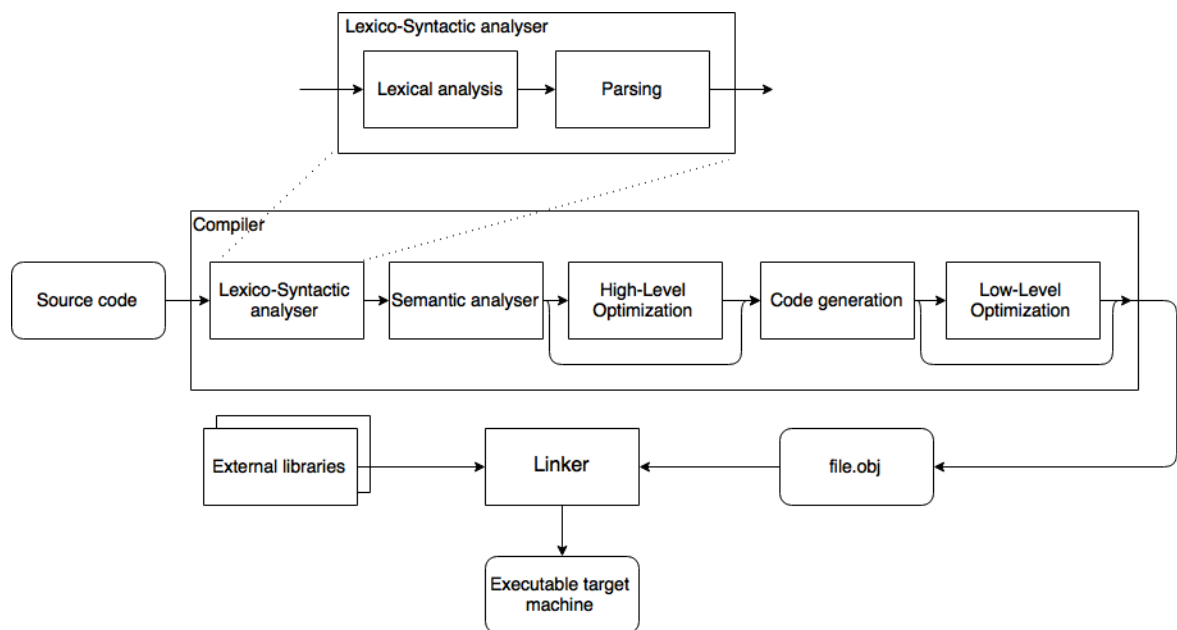 Lexico-Syntactic analyser
Lexical analysis
Parsing
Compiler
Source code
Lexico-Syntactic
analyser
Semantic analyser
High-Level
Optimization
Code generation
Low-Level
Optimization
External libraries
Linker
file.obj
Executable target
machine